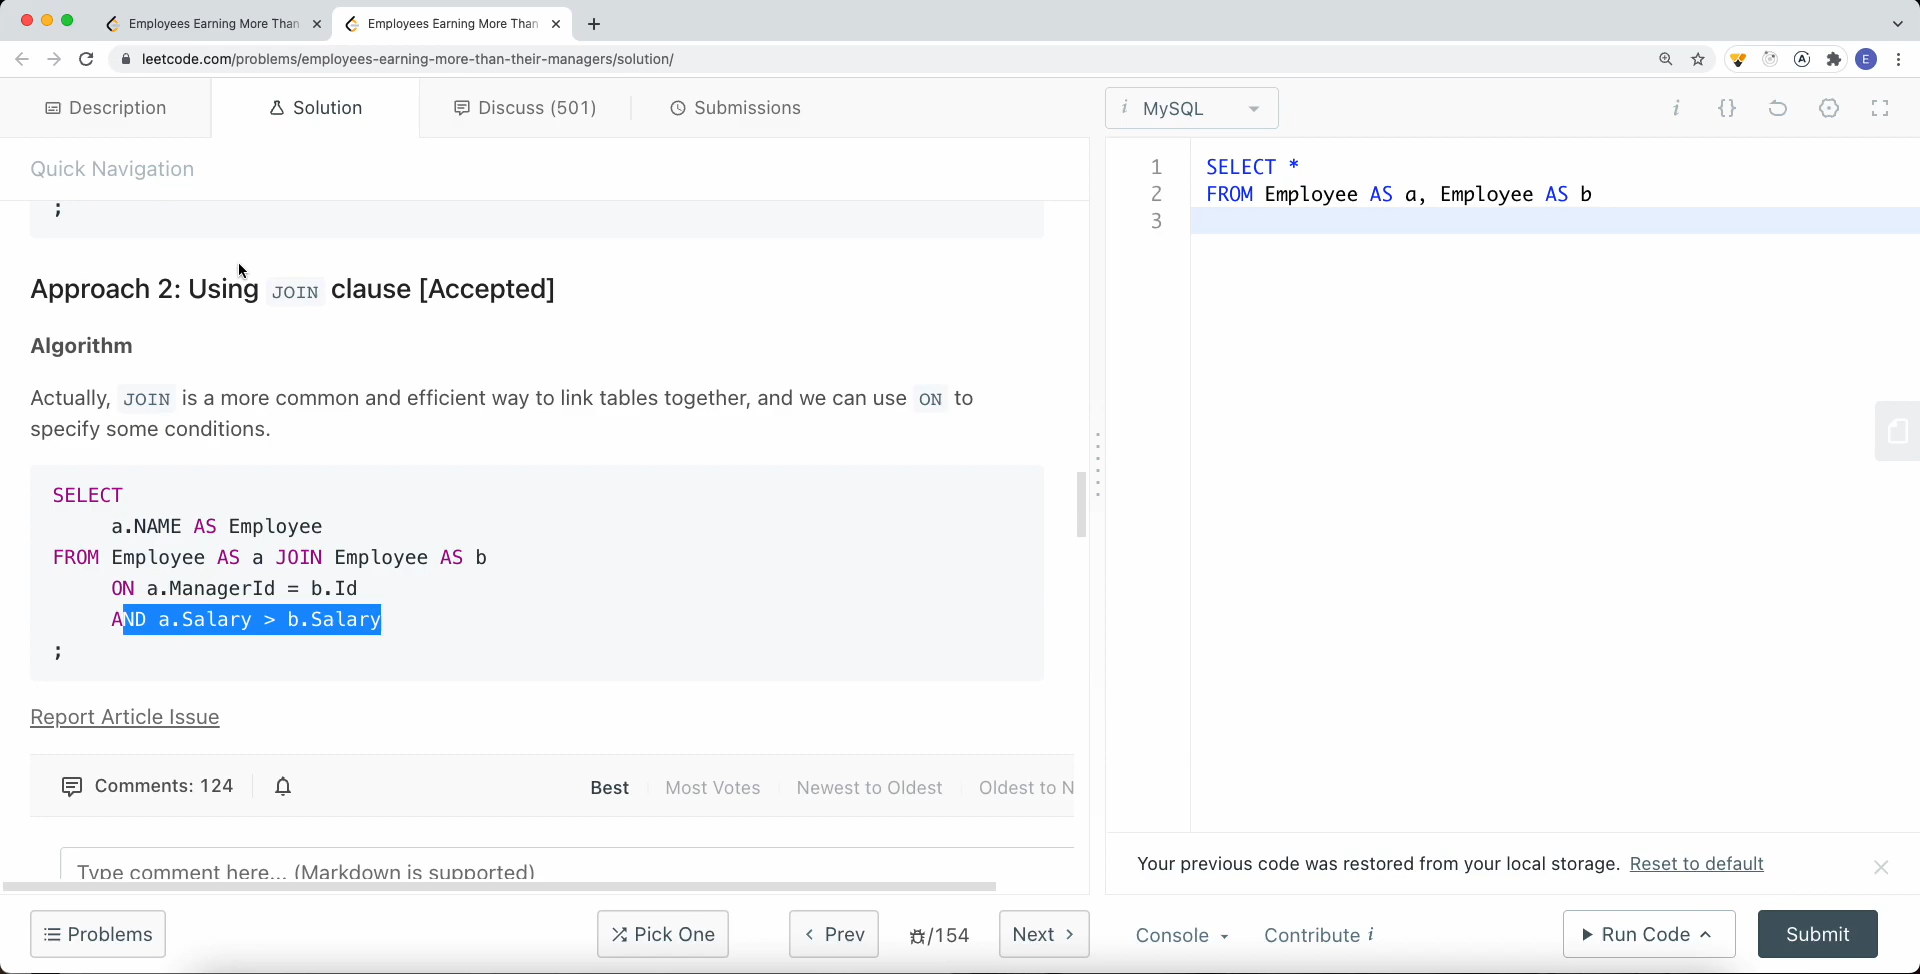 Employees Earning More Than
Employees Earning More Than
leetcode.com/problems/employees-earning-more-than-their-managers/solution/
E
Description
Solution
Discuss (501)
Submissions
i MySQL
i {}
Quick Navigation
;
Approach 2: Using JOIN clause [Accepted]
Algorithm
Actually, JOIN is a more common and efficient way to link tables together, and we can use ON to
specify some conditions.
SELECT
a.NAME AS Employee
FROM Employee AS a JOIN Employee AS b
ON a.ManagerId = b.Id
AND a.Salary > b.Salary
;
Report Article Issue
Comments: 124
Best
Most Votes
Newest to Oldest
Oldest to N
Type comment here... (Markdown is supported)
1 SELECT *
2 FROM Employee AS a, Employee AS b
3
Your previous code was restored from your local storage. Reset to default
Problems
Pick One
Prev
/154
Next
Console
Contribute i
Run Code
Submit